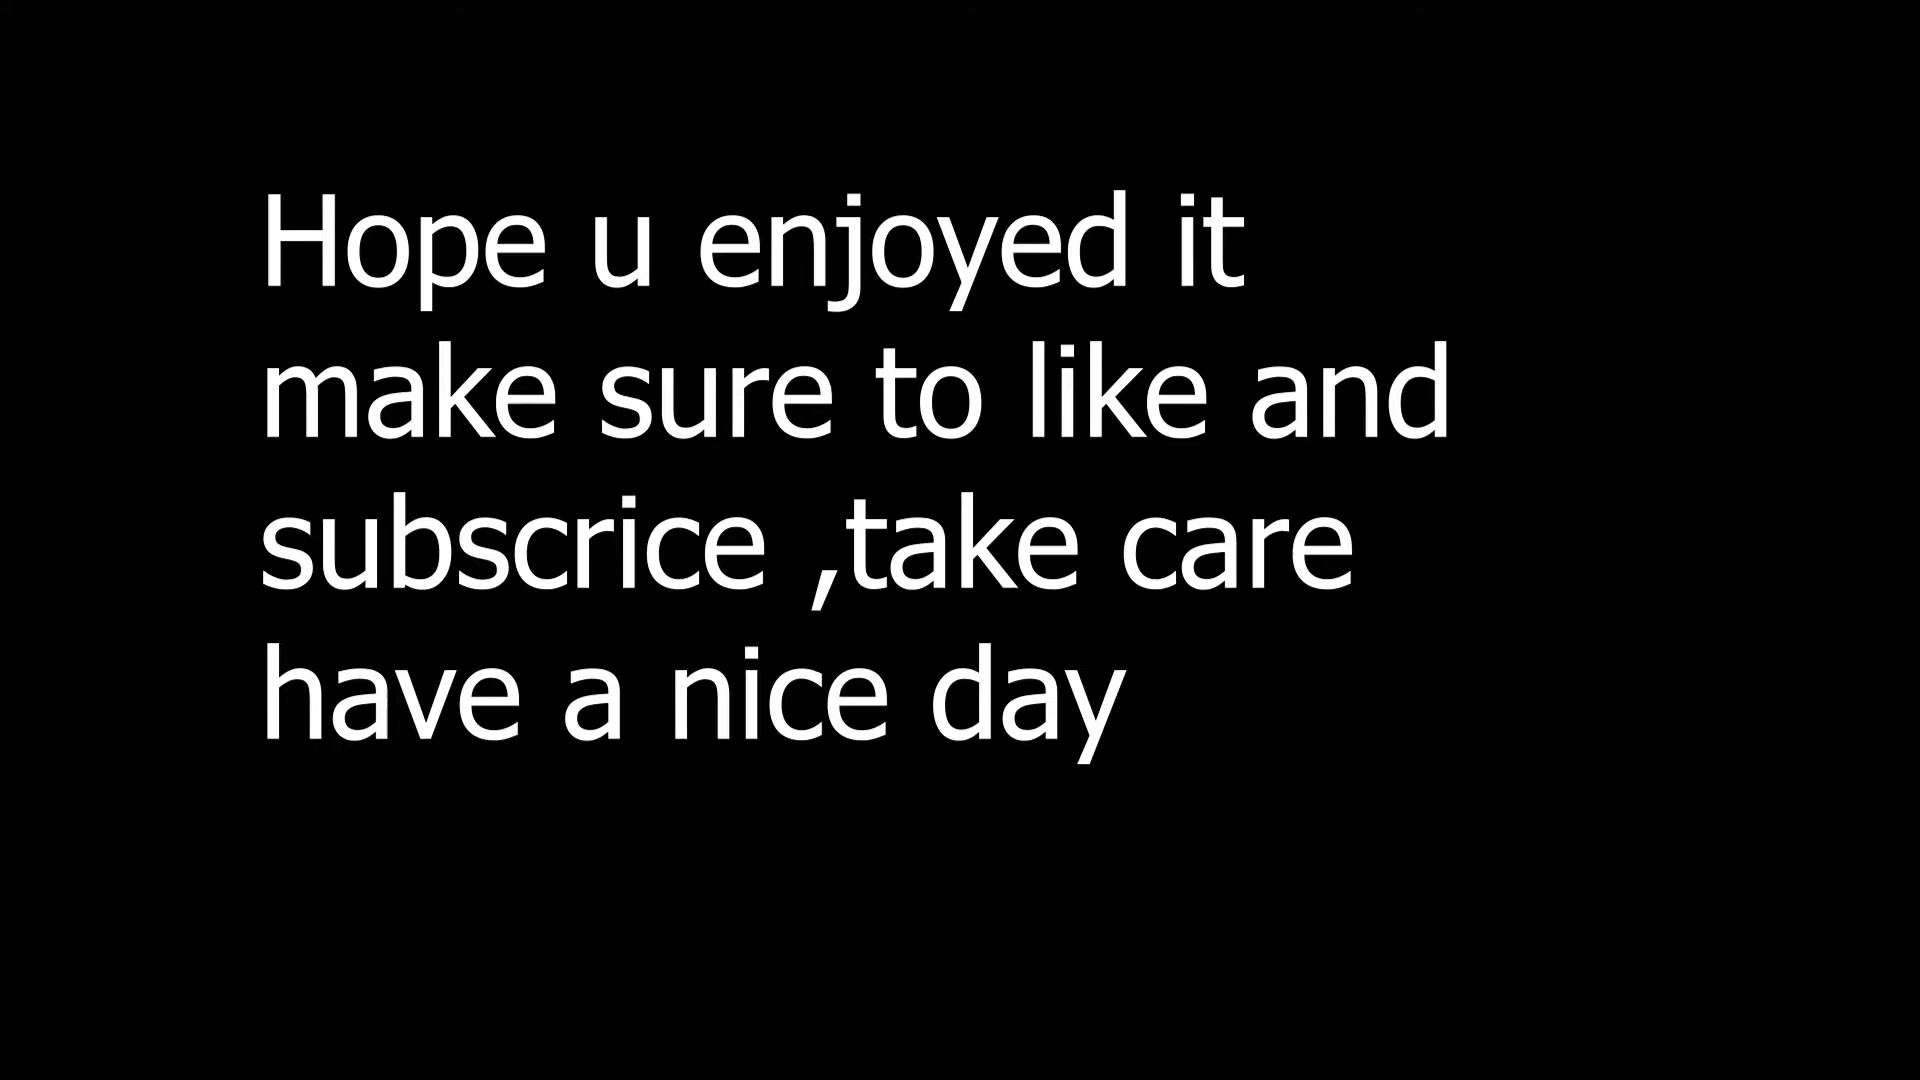 Hope u enjoyed it
make sure to like and
subscrice ,take care
have a nice day